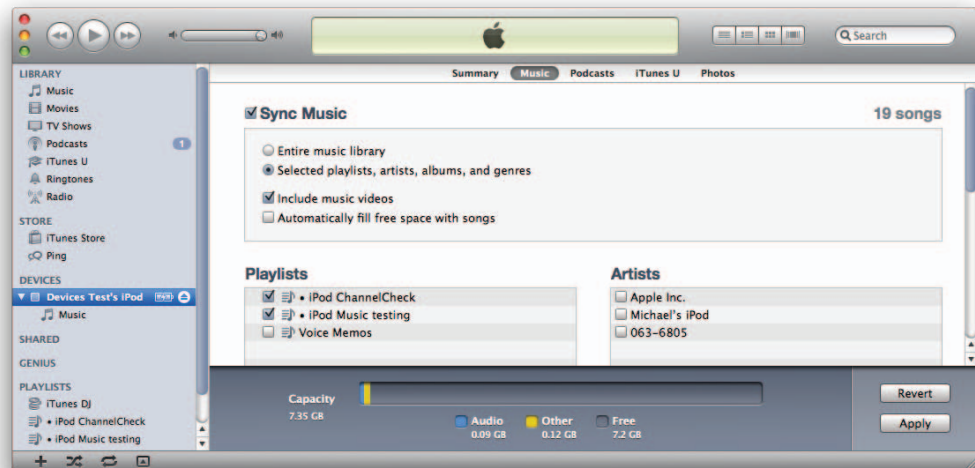 Search
LIBRARY
Music
Movies
TV Shows
Podcasts 1
iTunes U
Ringtones
Radio
STORE
iTunes Store
Ping
DEVICES
Devices Test's iPod
Music
SHARED
GENIUS
PLAYLISTS
iTunes DJ
• iPod ChannelCheck
• iPod Music testing
Summary Music Podcasts iTunes U Photos
Sync Music 19 songs
Entire music library
Selected playlists, artists, albums, and genres
Include music videos
Automatically fill free space with songs
Playlists
• iPod ChannelCheck
• iPod Music testing
Voice Memos
Artists
Apple Inc.
Michael's iPod
063-6805
Capacity
7.35 GB
Audio
0.09 GB
Other
0.12 GB
Free
7.2 GB
Revert
Apply